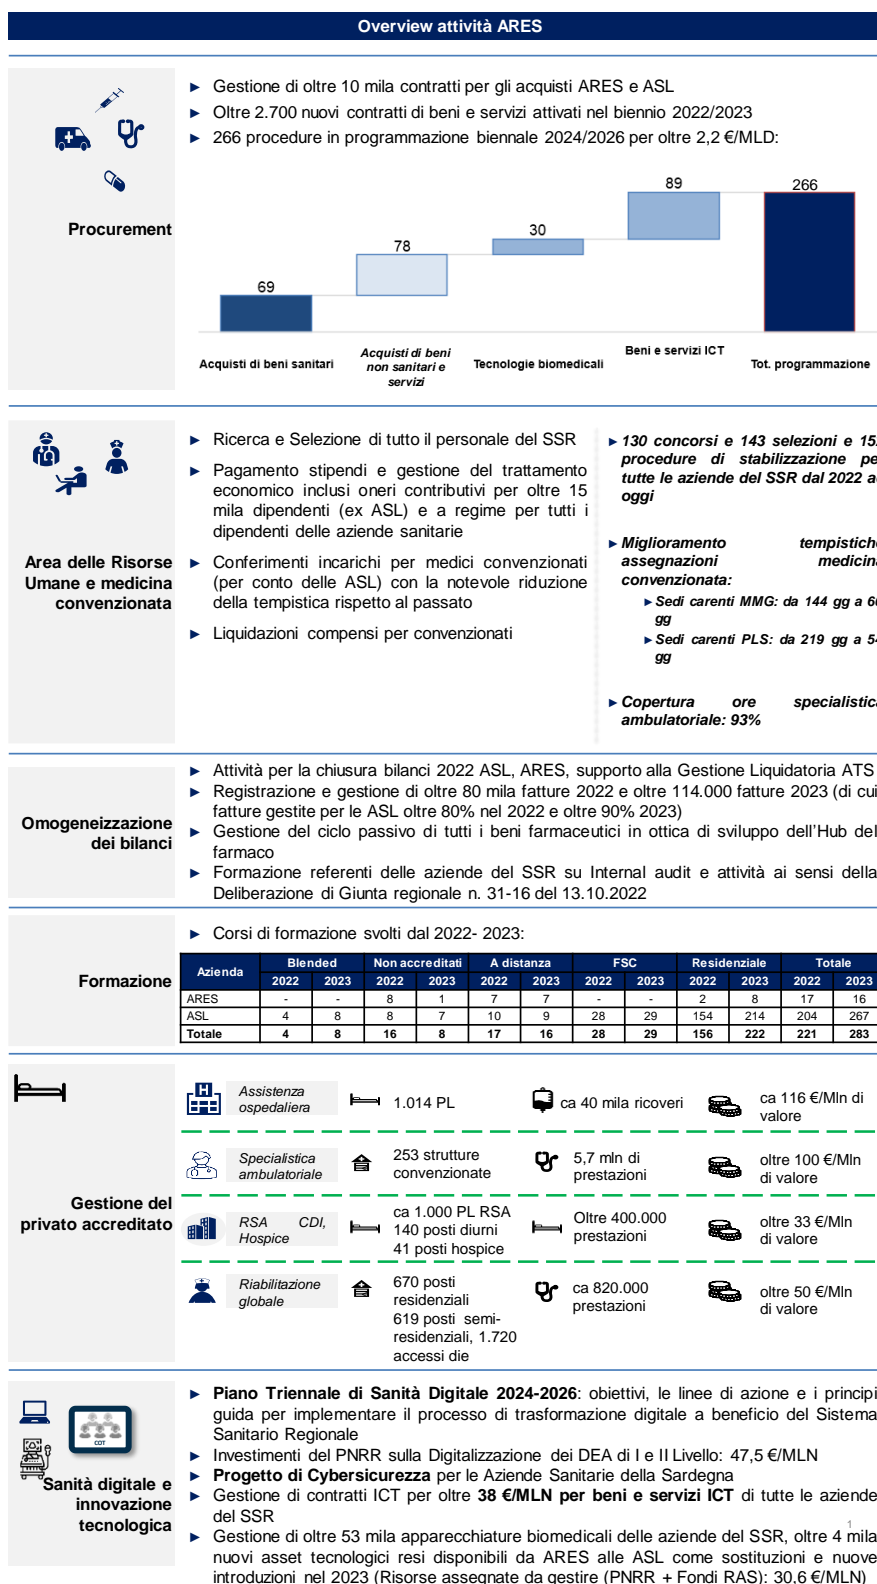 Overview attività ARES
Procurement
► Gestione di oltre 10 mila contratti per gli acquisti ARES e ASL
► Oltre 2.700 nuovi contratti di beni e servizi attivati nel biennio 2022/2023
► 266 procedure in programmazione biennale 2024/2026 per oltre 2,2 €/MLD:
69
78
30
89
266
Acquisti di beni sanitari
Acquisti di beni
non sanitari e
servizi
Tecnologie biomedicali
Beni e servizi ICT
Tot. programmazione
Area delle Risorse
Umane e medicina
convenzionata
► Ricerca e Selezione di tutto il personale del SSR
► Pagamento stipendi e gestione del trattamento
economico inclusi oneri contributivi per oltre 15
mila dipendenti (ex ASL) e a regime per tutti i
dipendenti delle aziende sanitarie
► Conferimenti incarichi per medici convenzionati
(per conto delle ASL) con la notevole riduzione
della tempistica rispetto al passato
► Liquidazioni compensi per convenzionati
► 130 concorsi e 143 selezioni e
procedure di stabilizzazione
tutte le aziende del SSR dal 2022
oggi
► Miglioramento
assegnazioni
convenzionata:
► Sedi carenti MMG: da 144 gg a
gg
► Sedi carenti PLS: da 219 gg a
gg
► Copertura ore
ambulatoriale: 93%
Omogeneizzazione
dei bilanci
► Attività per la chiusura bilanci 2022 ASL, ARES, supporto alla Gestione Liquidatoria ATS
► Registrazione e gestione di oltre 80 mila fatture 2022 e oltre 114.000 fatture 2023 (di cui
fatture gestite per le ASL oltre 80% nel 2022 e oltre 90% 2023)
► Gestione del ciclo passivo di tutti i beni farmaceutici in ottica di sviluppo dell’Hub del
farmaco
► Formazione referenti delle aziende del SSR su Internal audit e attività ai sensi della
Deliberazione di Giunta regionale n. 31-16 del 13.10.2022
Formazione
► Corsi di formazione svolti dal 2022- 2023:
Azienda Blended Non accreditati A distanza FSC Residenziale Totale
2022 2023 2022 2023 2022 2023 2022 2023 2022 2023 2022 2023
ARES - - 8 1 7 7 - - 2 8 17 16
ASL 4 8 8 7 10 9 28 29 154 214 204 267
Totale 4 8 16 8 17 16 28 29 156 222 221 283
Gestione del
privato accreditato
H
Assistenza
ospedaliera
1.014 PL
ca 40 mila ricoveri
ca 116 €/Mln di
valore
Specialistica
ambulatoriale
253 strutture
convenzionate
5,7 mln di
prestazioni
oltre 100 €/Mln
di valore
RSA CDI,
Hospice
ca 1.000 PL RSA
140 posti diurni
41 posti hospice
Oltre 400.000
prestazioni
oltre 33 €/Mln
di valore
Riabilitazione
globale
670 posti
residenziali
619 posti semi-
residenziali, 1.720
accessi die
ca 820.000
prestazioni
oltre 50 €/Mln
di valore
COT
Sanità digitale e
innovazione
tecnologica
► Piano Triennale di Sanità Digitale 2024-2026: obiettivi, le linee di azione e i principi
guida per implementare il processo di trasformazione digitale a beneficio del Sistema
Sanitario Regionale
► Investimenti del PNRR sulla Digitalizzazione dei DEA di I e II Livello: 47,5 €/MLN
► Progetto di Cybersicurezza per le Aziende Sanitarie della Sardegna
► Gestione di contratti ICT per oltre 38 €/MLN per beni e servizi ICT di tutte le aziende
del SSR
► Gestione di oltre 53 mila apparecchiature biomedicali delle aziende del SSR, oltre 4 mila
nuovi asset tecnologici resi disponibili da ARES alle ASL come sostituzioni e nuove
introduzioni nel 2023 (Risorse assegnate da gestire (PNRR + Fondi RAS): 30,6 €/MLN)
1